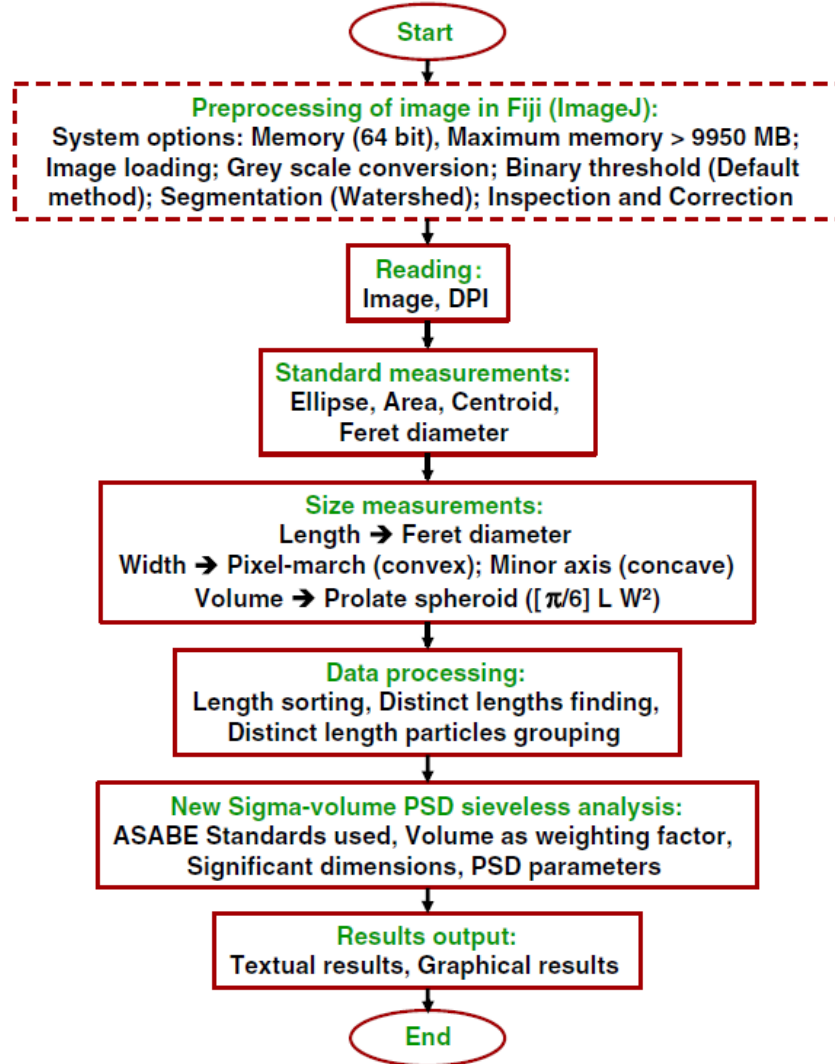 Start
Preprocessing of image in Fiji (ImageJ):
System options: Memory (64 bit), Maximum memory > 9950 MB;
Image loading; Grey scale conversion; Binary threshold (Default
method); Segmentation (Watershed); Inspection and Correction
Reading:
Image, DPI
Standard measurements:
Ellipse, Area, Centroid,
Feret diameter
Size measurements:
Length ➔ Feret diameter
Width ➔ Pixel-march (convex); Minor axis (concave)
Volume ➔ Prolate spheroid ([π/6] L W²)
Data processing:
Length sorting, Distinct lengths finding,
Distinct length particles grouping
New Sigma-volume PSD sieveless analysis:
ASABE Standards used, Volume as weighting factor,
Significant dimensions, PSD parameters
Results output:
Textual results, Graphical results
End